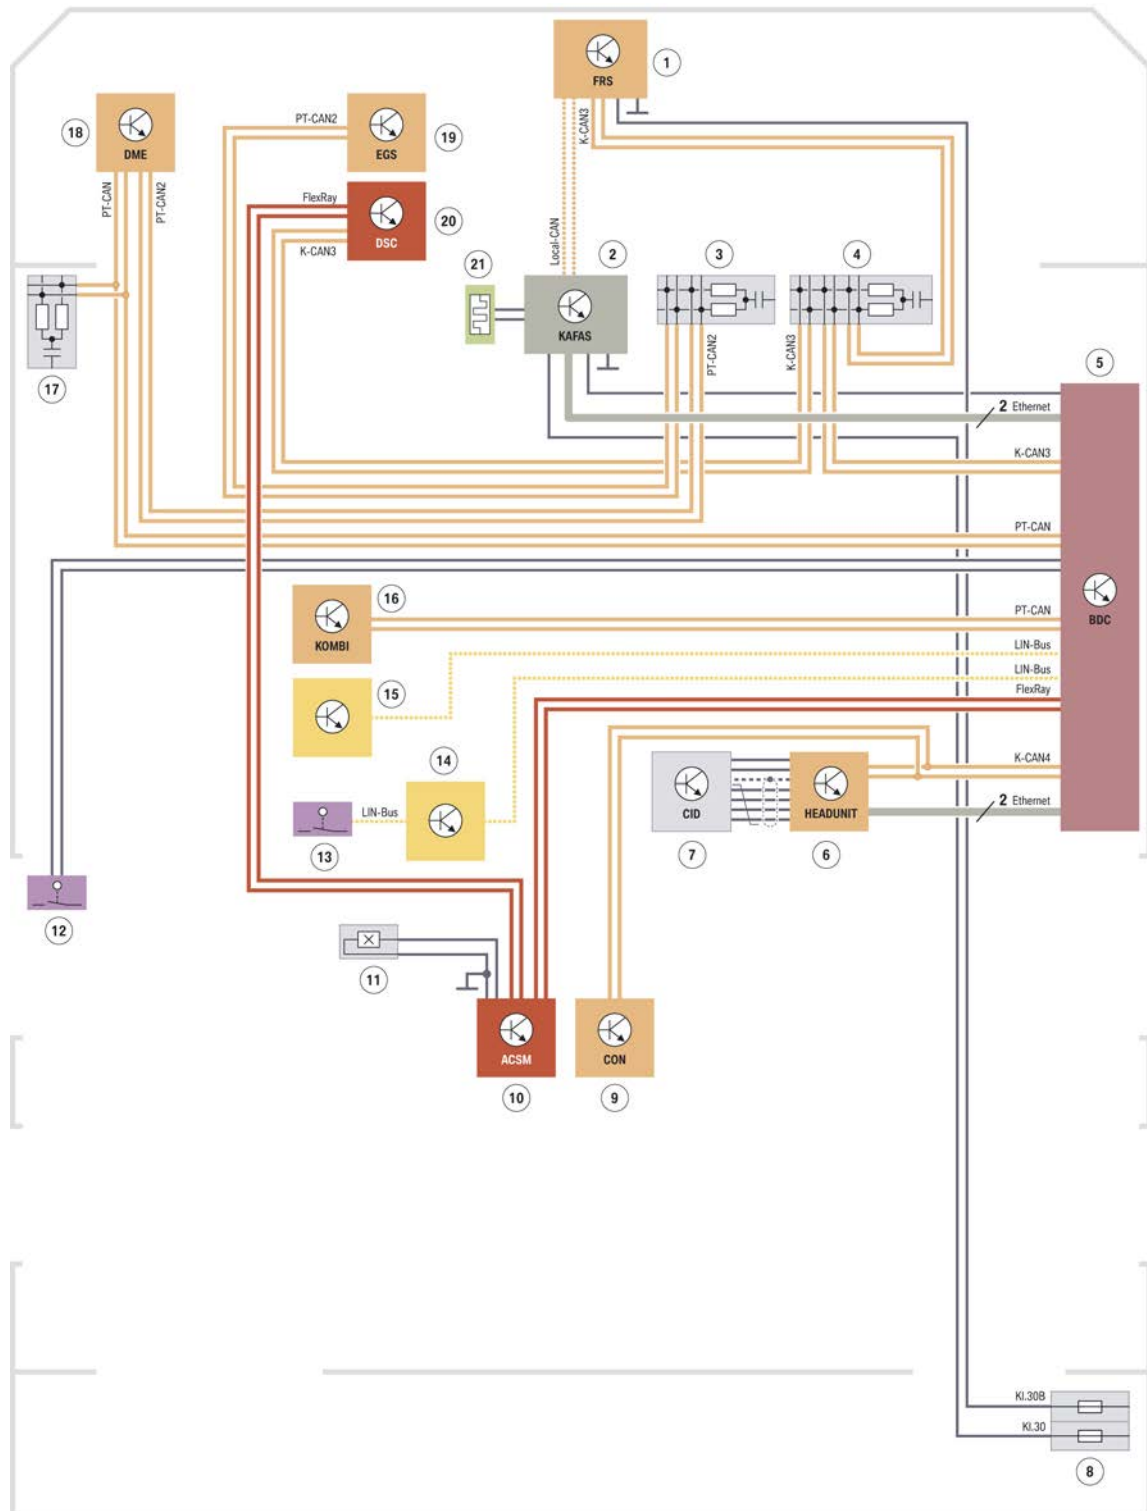 1
FRS
18
DME
PT-CAN2
19
EGS
K-CAN3
PT-CAN
PT-CAN2
FlexRay
20
DSC
K-CAN3
Local-CAN
21
2
3
4
KAFAS
PT-CAN2
K-CAN3
17
5
2 Ethernet
K-CAN3
PT-CAN
16
KOMBI
PT-CAN
BDC
LIN-Bus
LIN-Bus
15
FlexRay
14
K-CAN4
LIN-Bus
CID
HEADUNIT
2 Ethernet
13
7
6
12
11
ACSM
CON
10
9
Kl.30B
Kl.30
8